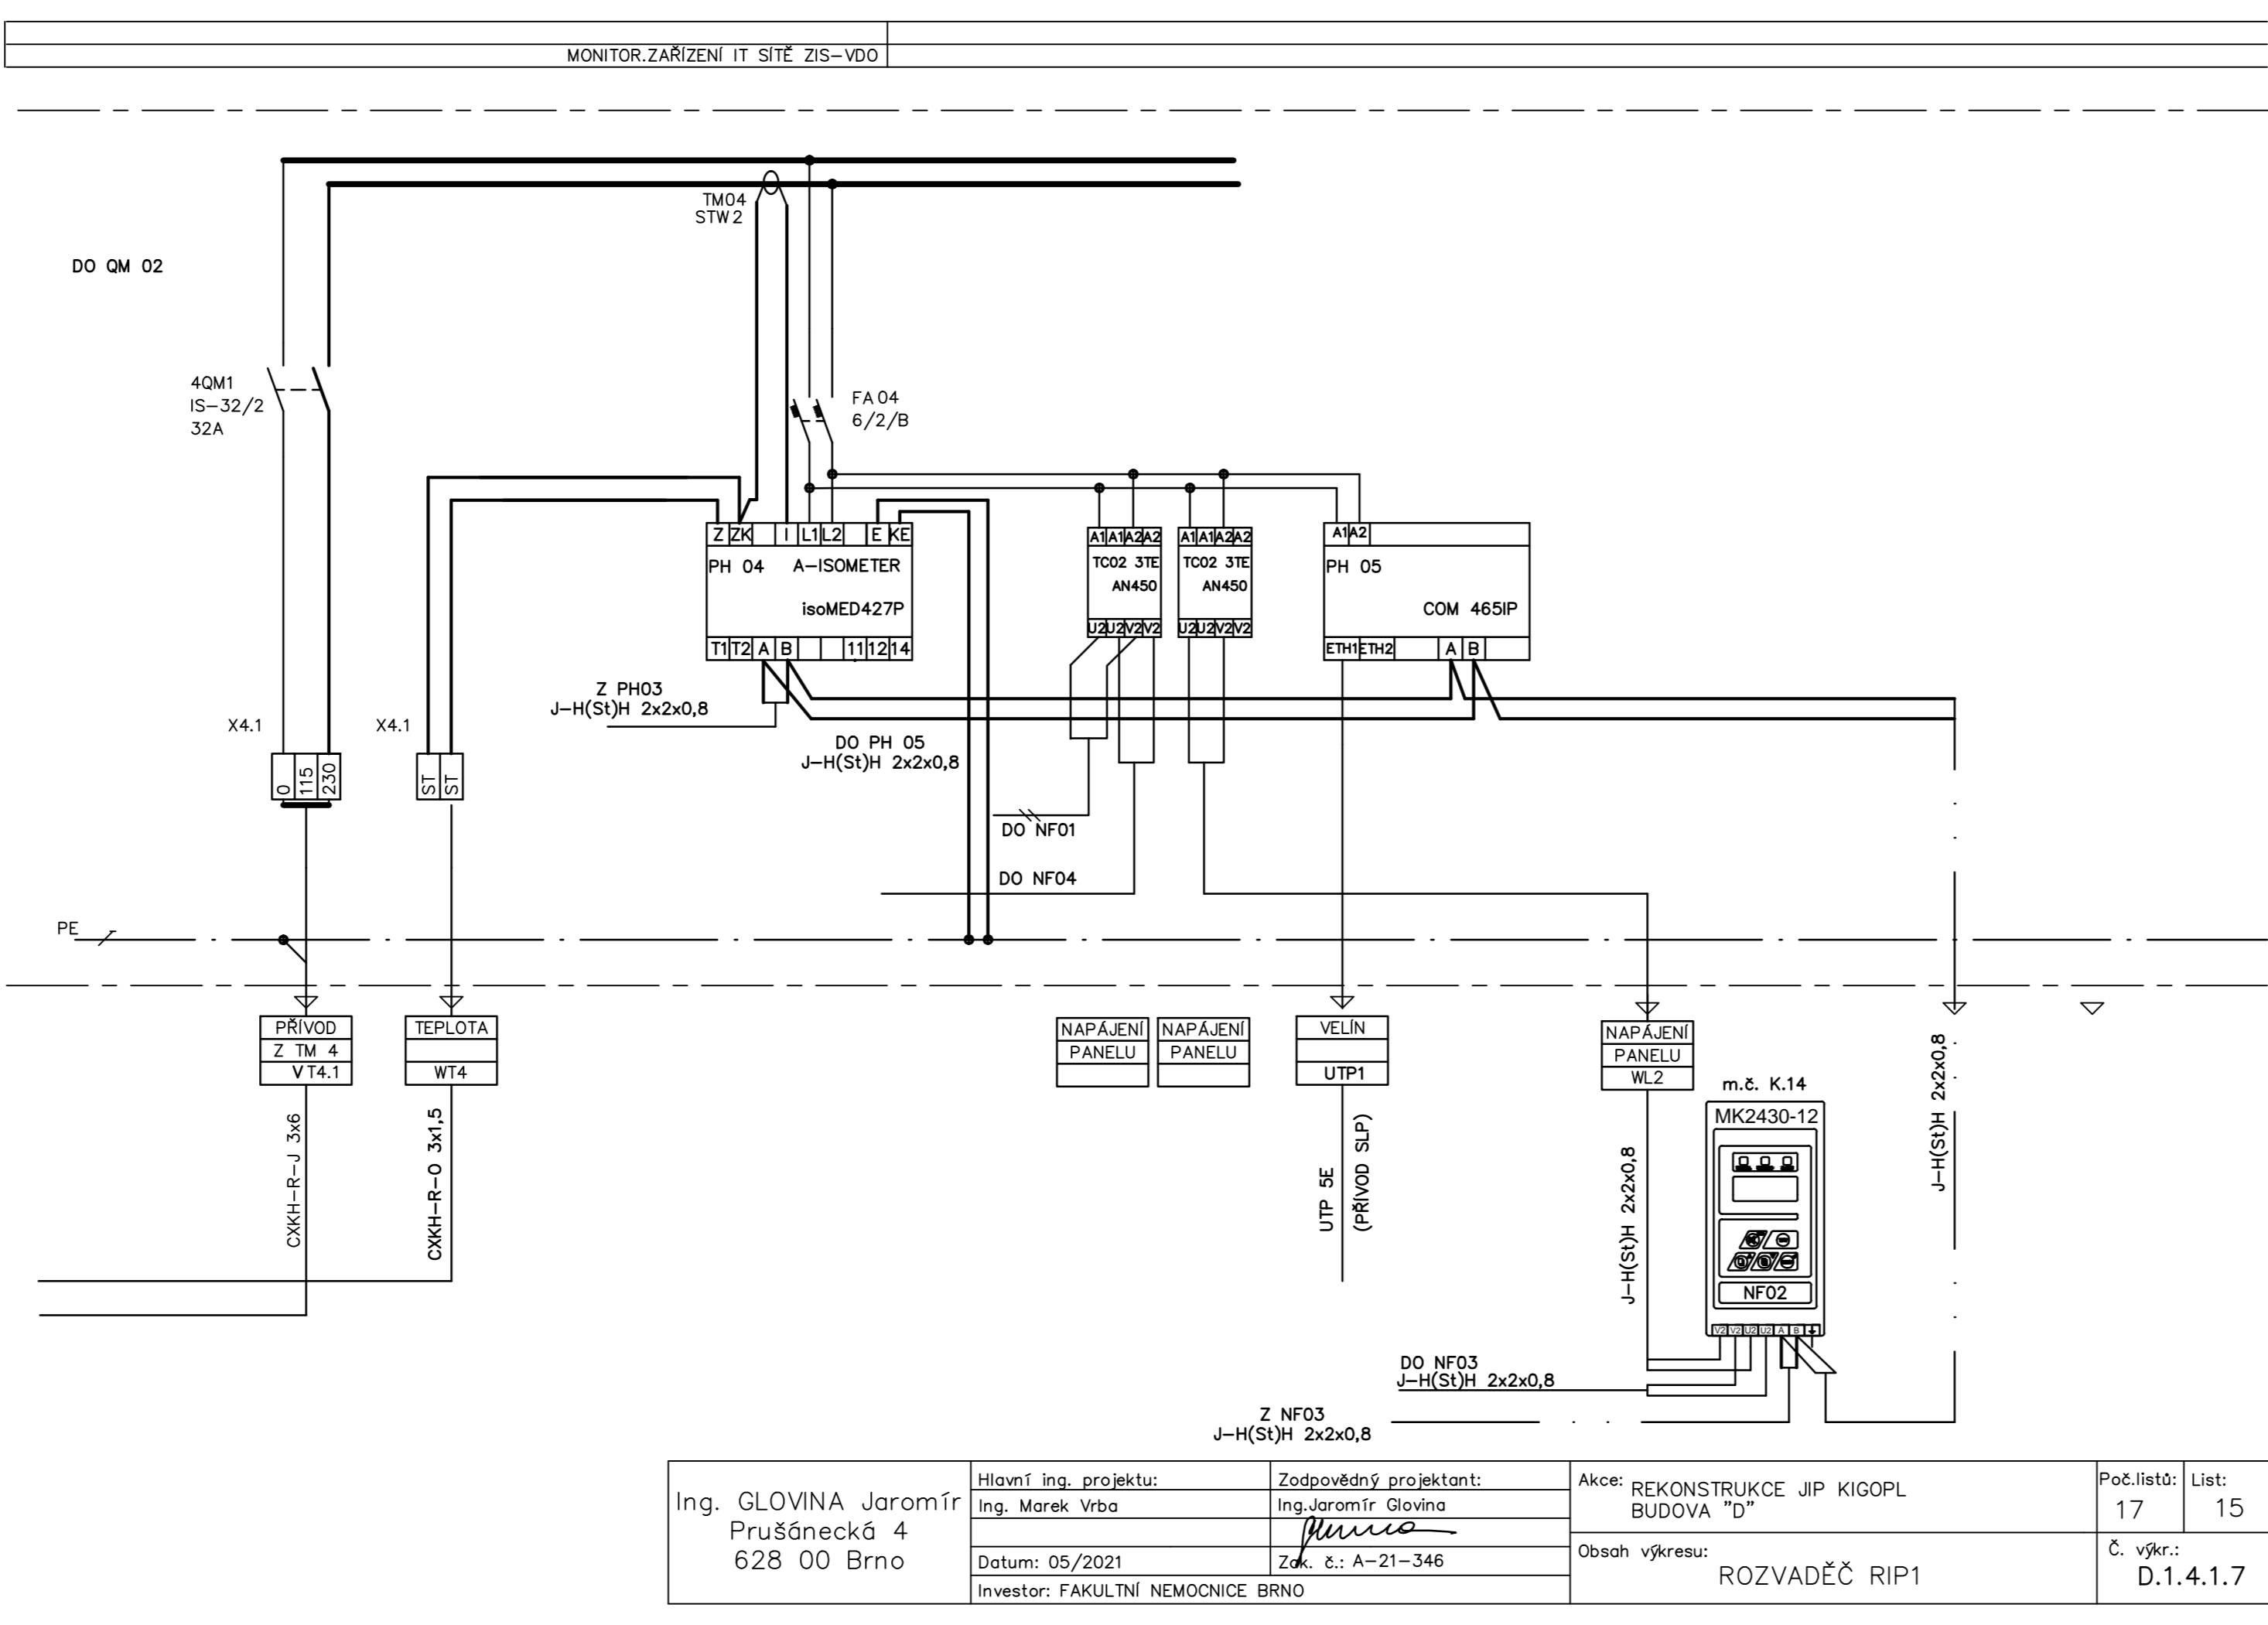 MONITOR.ZAŘÍZENÍ IT SÍTĚ ZIS-VDO
TM04
STW2
DO QM 02
4QM1
IS-32/2
32A
FA04
6/2/B
Z ZK I L1 L2 E KE
PH 04 A-ISOMETER
isoMED427P
T1 T2 A B 11 12 14
A1 A1 A2 A2
TC02 3TE
AN450
U2 U2 V2 V2
A1 A1 A2 A2
TC02 3TE
AN450
U2 U2 V2 V2
A1 A2
PH 05
COM 465IP
ETH1 ETH2 A B
Z PH03
J-H(St)H 2x2x0,8
X4.1
X4.1
DO PH 05
J-H(St)H 2x2x0,8
0 115 230
ST ST
DO NF01
DO NF04
PE
PŘÍVOD
Z TM 4
VT4.1
TEPLOTA
WT4
NAPÁJENÍ
PANELU
NAPÁJENÍ
PANELU
VELÍN
UTP1
NAPÁJENÍ
PANELU
WL2
m.č. K.14
MK2430-12
NF02
V2 V2 U2 U2 A B
CXKH-R-J 3x6
CXKH-R-O 3x1,5
UTP 5E
(PŘÍVOD SLP)
J-H(St)H 2x2x0,8
J-H(St)H 2x2x0,8
DO NF03
J-H(St)H 2x2x0,8
Z NF03
J-H(St)H 2x2x0,8
Ing. GLOVINA Jaromír
Prušánecká 4
628 00 Brno
Hlavní ing. projektu:
Ing. Marek Vrba
Zodpovědný projektant:
Ing.Jaromír Glovina
Datum: 05/2021
Zak. č.: A-21-346
Investor: FAKULTNÍ NEMOCNICE BRNO
Akce: REKONSTRUKCE JIP KIGOPL
BUDOVA "D"
Obsah výkresu:
ROZVADĚČ RIP1
Poč.listů:
17
List:
15
Č. výkr.:
D.1.4.1.7